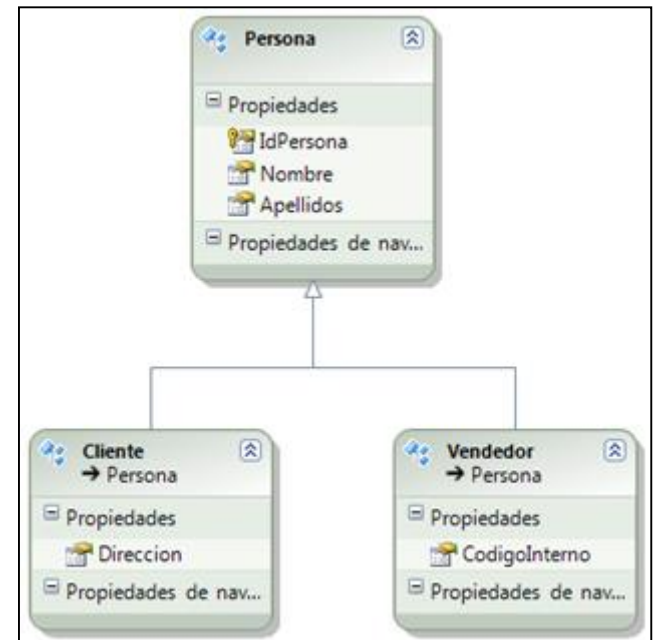 Persona
Propiedades
IdPersona
Nombre
Apellidos
Propiedades de nav...
Cliente
➔ Persona
Propiedades
Direccion
Propiedades de nav...
Vendedor
➔ Persona
Propiedades
CodigoInterno
Propiedades de nav...